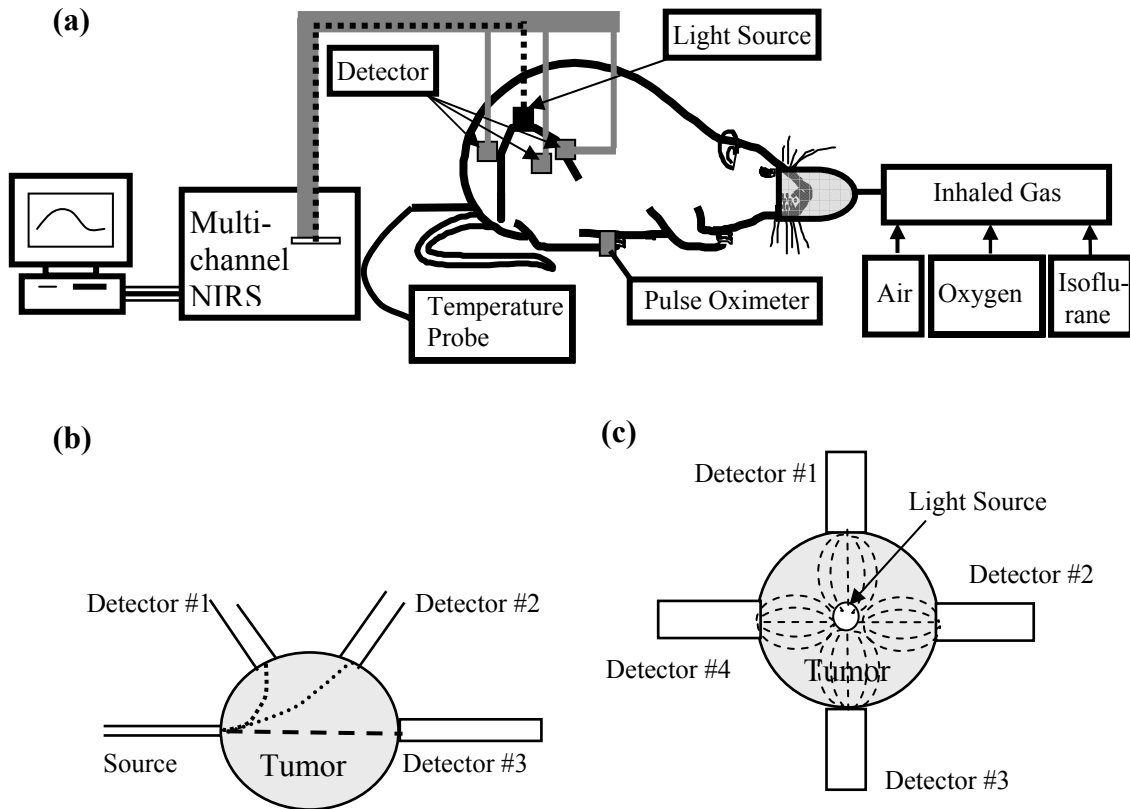 (a)
Light Source
Detector
Multi-
channel
NIRS
Temperature
Probe
Pulse Oximeter
Inhaled Gas
Air
Oxygen
Isoflu-
rane
(b)
Detector #1
Detector #2
Source
Tumor
Detector #3
(c)
Detector #1
Light Source
Detector #2
Detector #4
Tumor
Detector #3